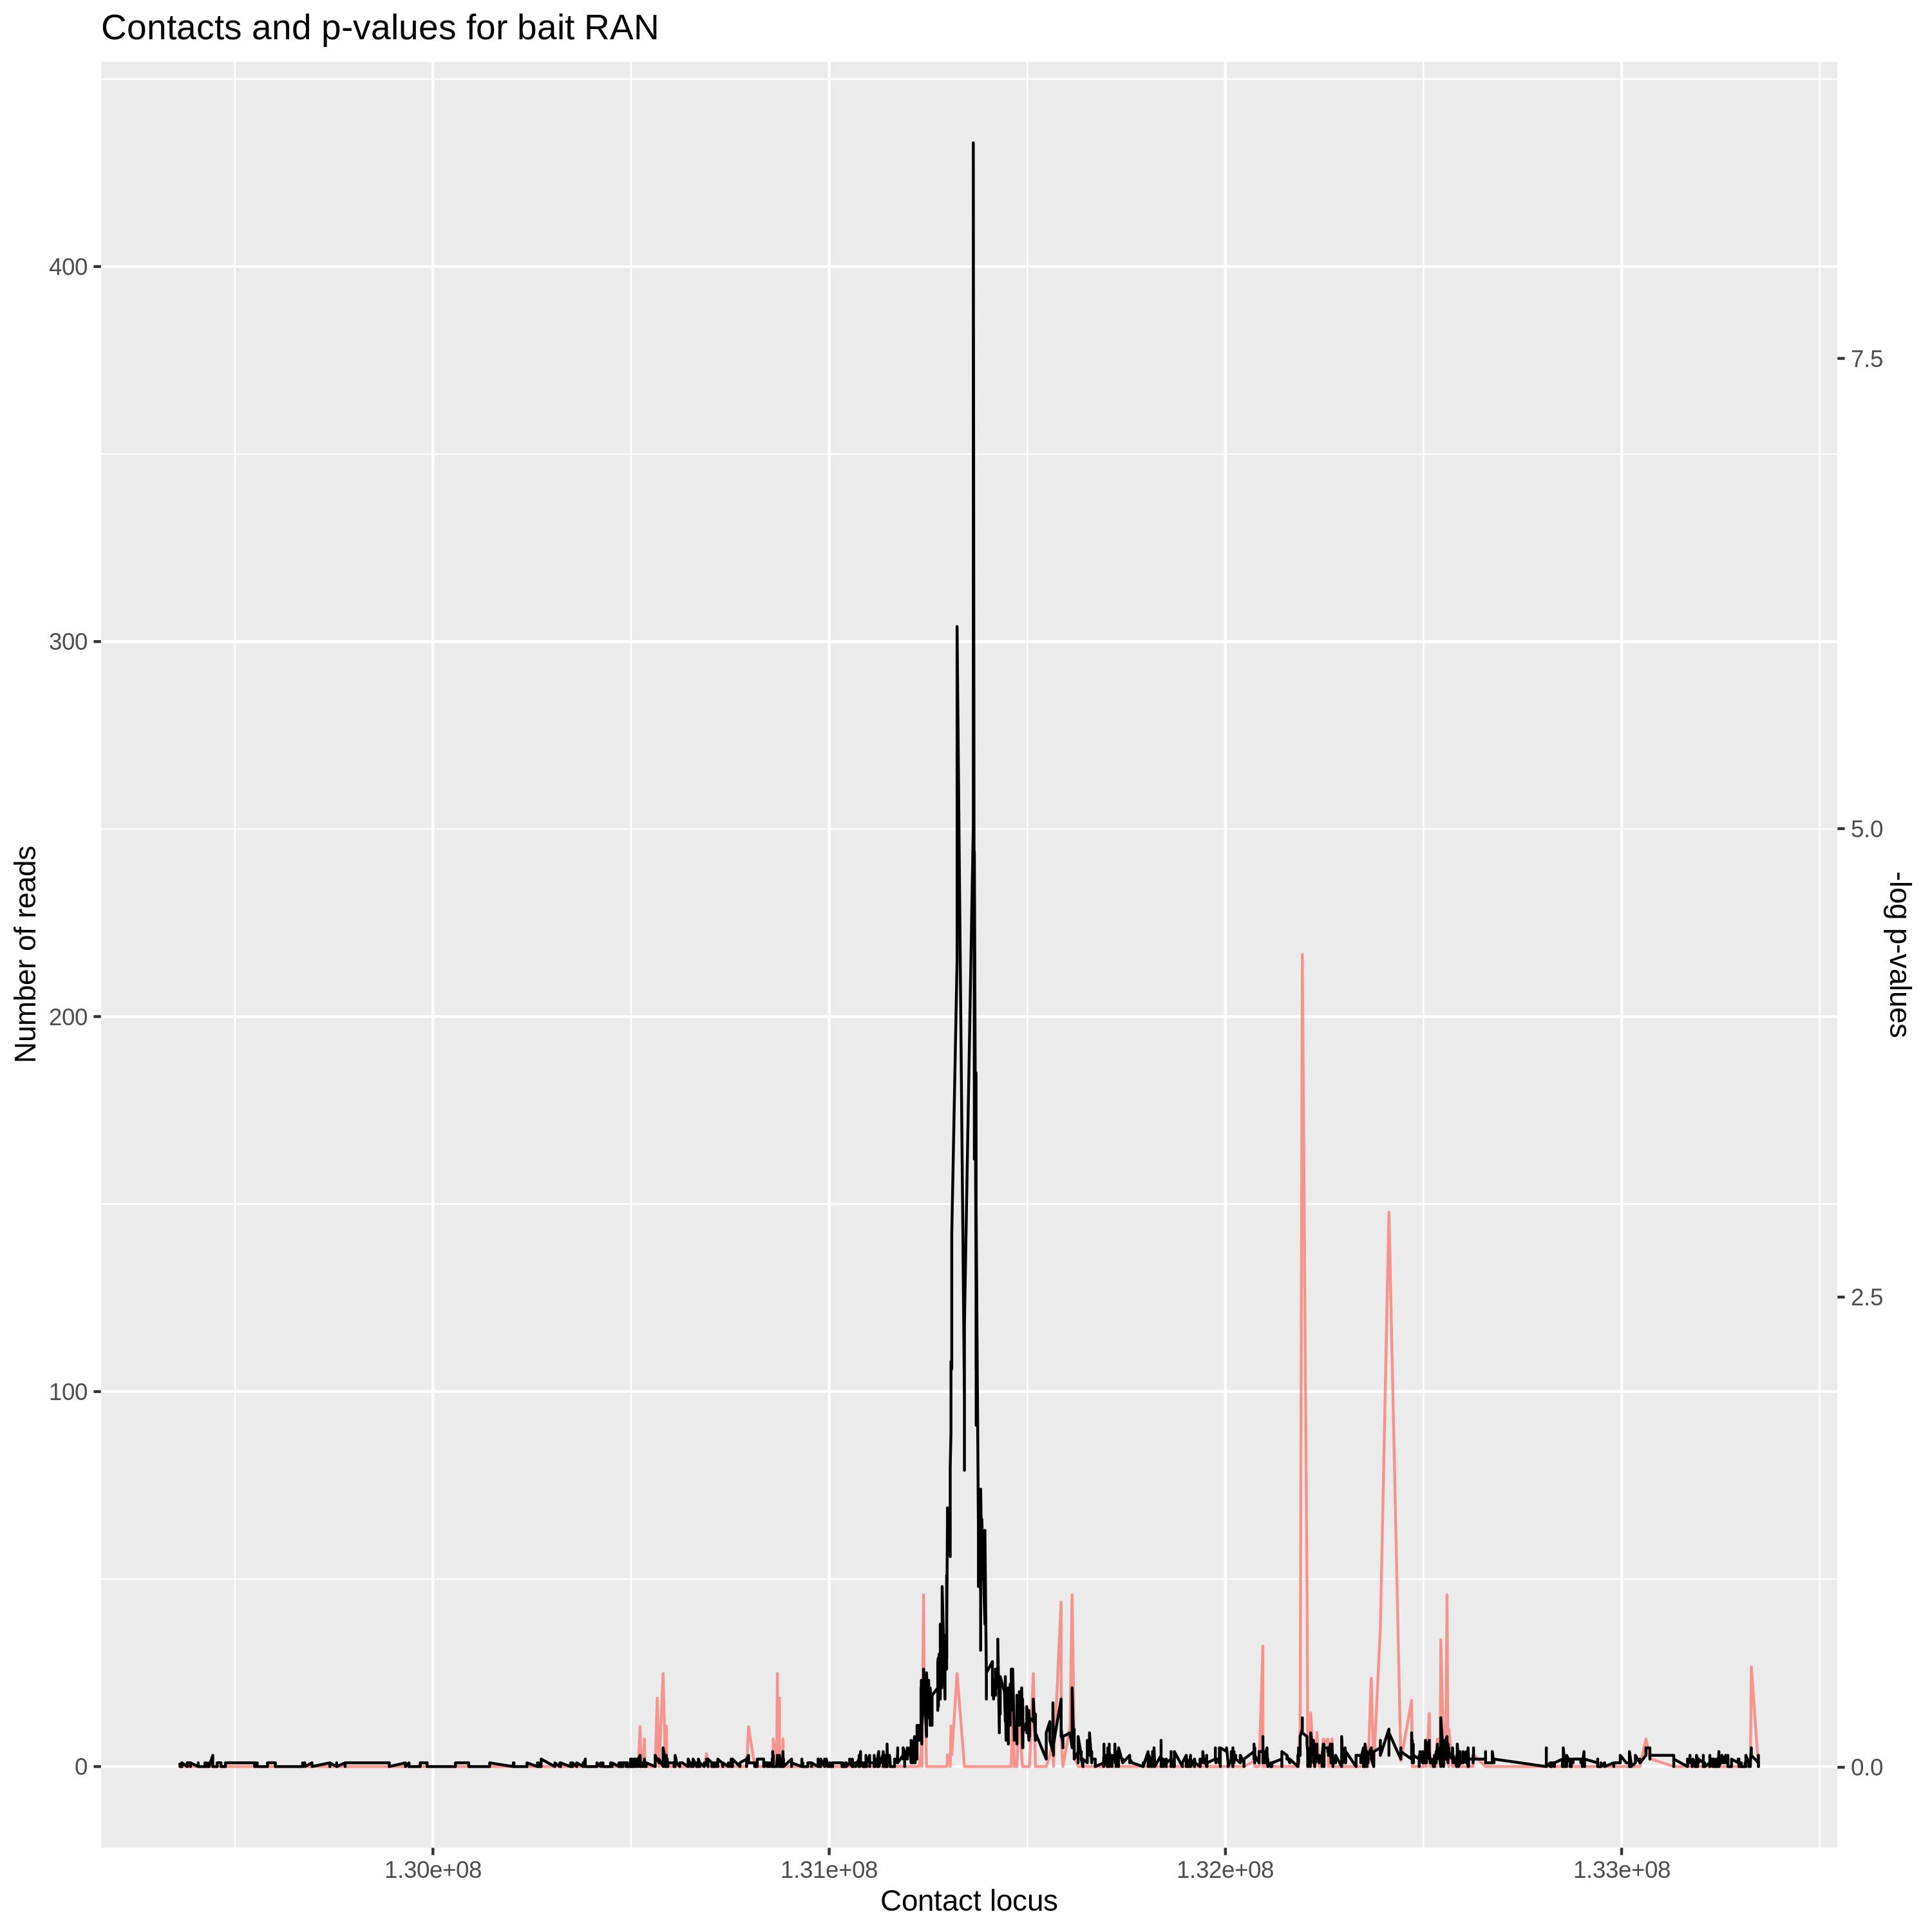 Contacts and p-values for bait RAN
400
300
200
100
0
7.5
5.0
2.5
0.0
Number of reads
-log p-values
1.30e+08
1.31e+08
1.32e+08
1.33e+08
Contact locus